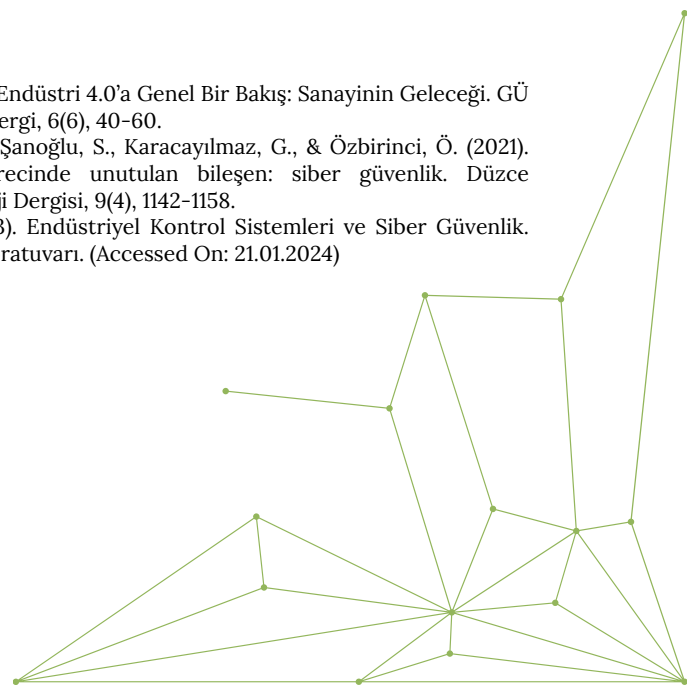 Endüstri 4.0’a Genel Bir Bakış: Sanayinin Geleceği. GÜ
ergi, 6(6), 40-60.
Şanoğlu, S., Karacayılmaz, G., & Özbirinci, Ö. (2021).
recinde unutulan bileşen: siber güvenlik. Düzce
ji Dergisi, 9(4), 1142-1158.
3). Endüstriyel Kontrol Sistemleri ve Siber Güvenlik.
ratuvarı. (Accessed On: 21.01.2024)